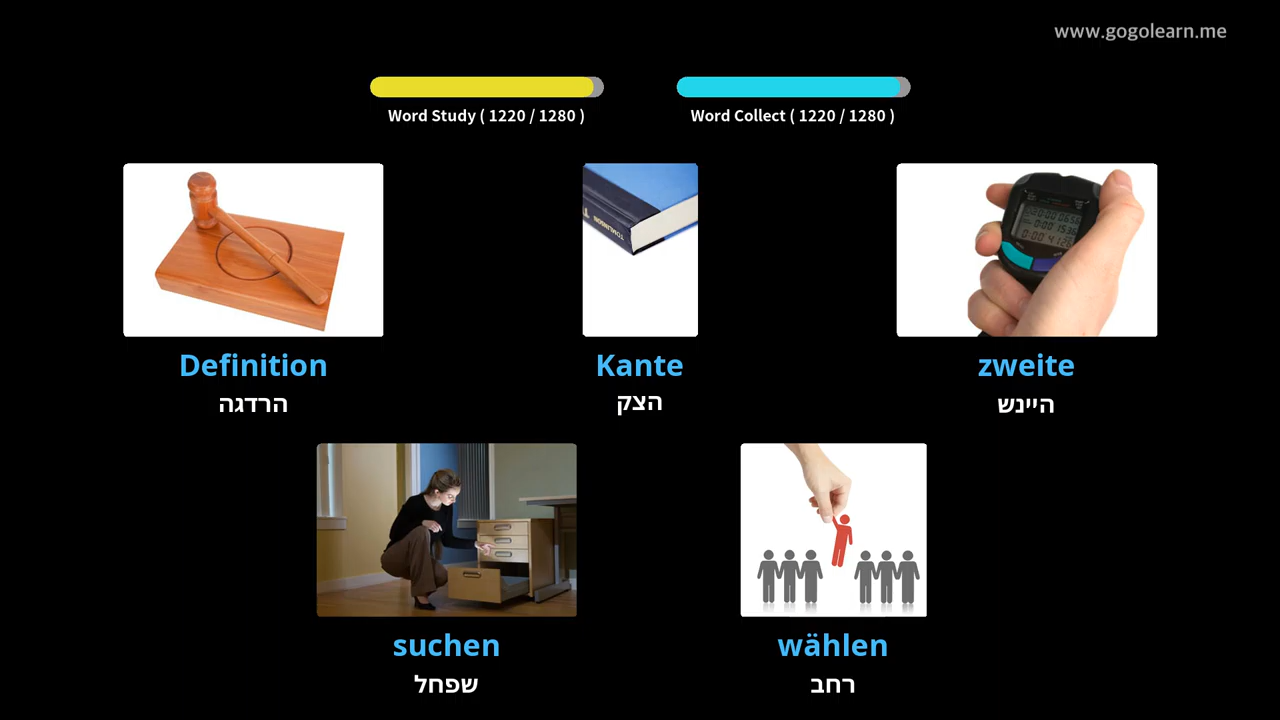 www.gogolearn.me
Word Study ( 1220 / 1280 )
Word Collect ( 1220 / 1280 )
TOMLINSON
Definition
הרדגה
Kante
הצק
zweite
היינש
suchen
שפחל
wählen
רחב